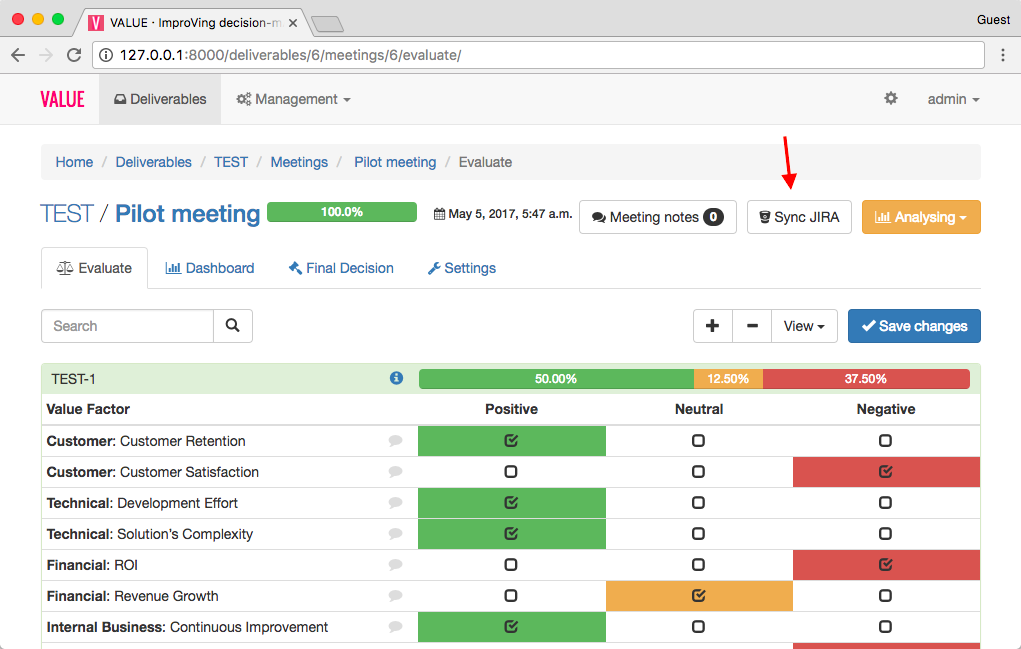 VALUE · ImproVing decision-m
Guest
127.0.0.1:8000/deliverables/6/meetings/6/evaluate/
VALUE Deliverables Management admin
Home / Deliverables / TEST / Meetings / Pilot meeting / Evaluate
TEST / Pilot meeting 100.0% May 5, 2017, 5:47 a.m. Meeting notes 0 Sync JIRA Analysing
Evaluate Dashboard Final Decision Settings
Search + - View Save changes
TEST-1 50.00% 12.50% 37.50%
Value Factor Positive Neutral Negative
Customer: Customer Retention
Customer: Customer Satisfaction
Technical: Development Effort
Technical: Solution's Complexity
Financial: ROI
Financial: Revenue Growth
Internal Business: Continuous Improvement